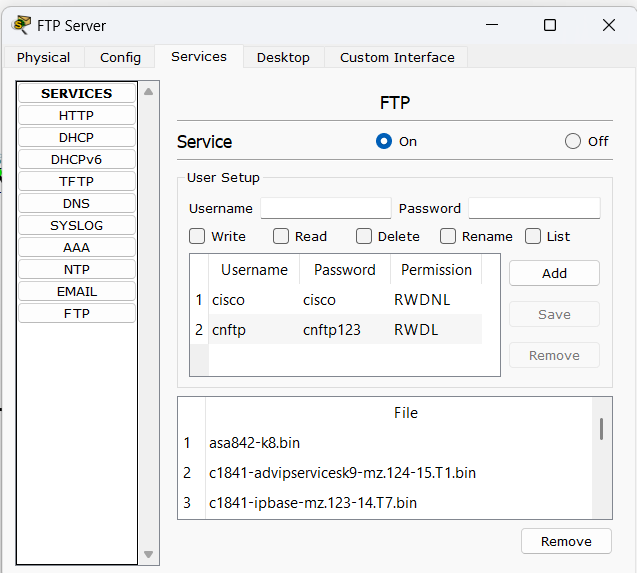 FTP Server
Physical Config Services Desktop Custom Interface
SERVICES
HTTP
DHCP
DHCPv6
TFTP
DNS
SYSLOG
AAA
NTP
EMAIL
FTP
FTP
Service On Off
User Setup
Username Password
Write Read Delete Rename List
Username Password Permission
1 cisco cisco RWDNL
2 cnftp cnftp123 RWDL
Add
Save
Remove
File
1 asa842-k8.bin
2 c1841-advipservicesk9-mz.124-15.T1.bin
3 c1841-ipbase-mz.123-14.T7.bin
Remove